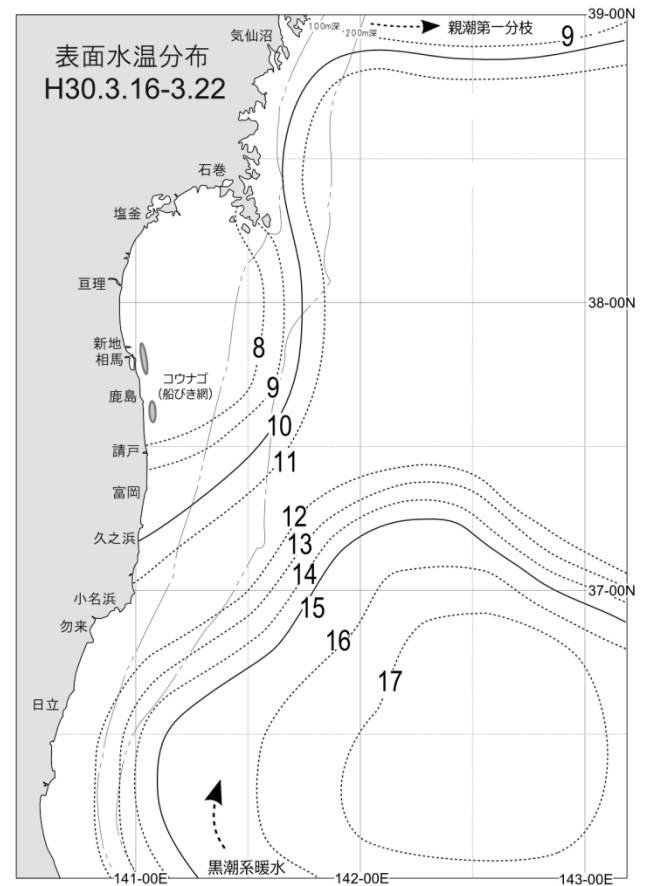 39-00N
100m深
200m深
親潮第一分枝
9
気仙沼
表面水温分布
H30.3.16-3.22
石巻
塩釜
亘理
38-00N
新地
相馬
8
コウナゴ
(船びき網)
9
鹿島
10
請戸
11
富岡
12
久之浜
13
14
37-00N
小名浜
15
勿来
16
17
日立
黒潮系暖水
141-00E
142-00E
143-00E